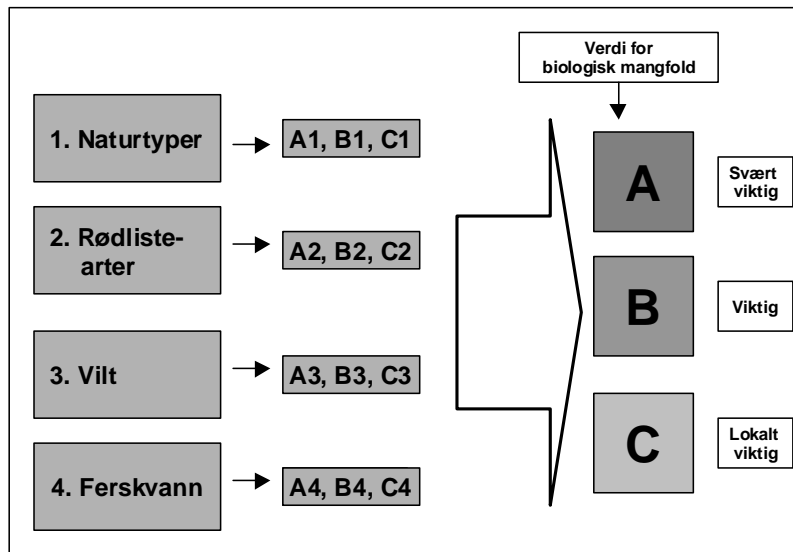 Verdi for
biologisk mangfold
1. Naturtyper
A1, B1, C1
2. Rødliste-
arter
A2, B2, C2
3. Vilt
A3, B3, C3
4. Ferskvann
A4, B4, C4
A
Svært
viktig
B
Viktig
C
Lokalt
viktig